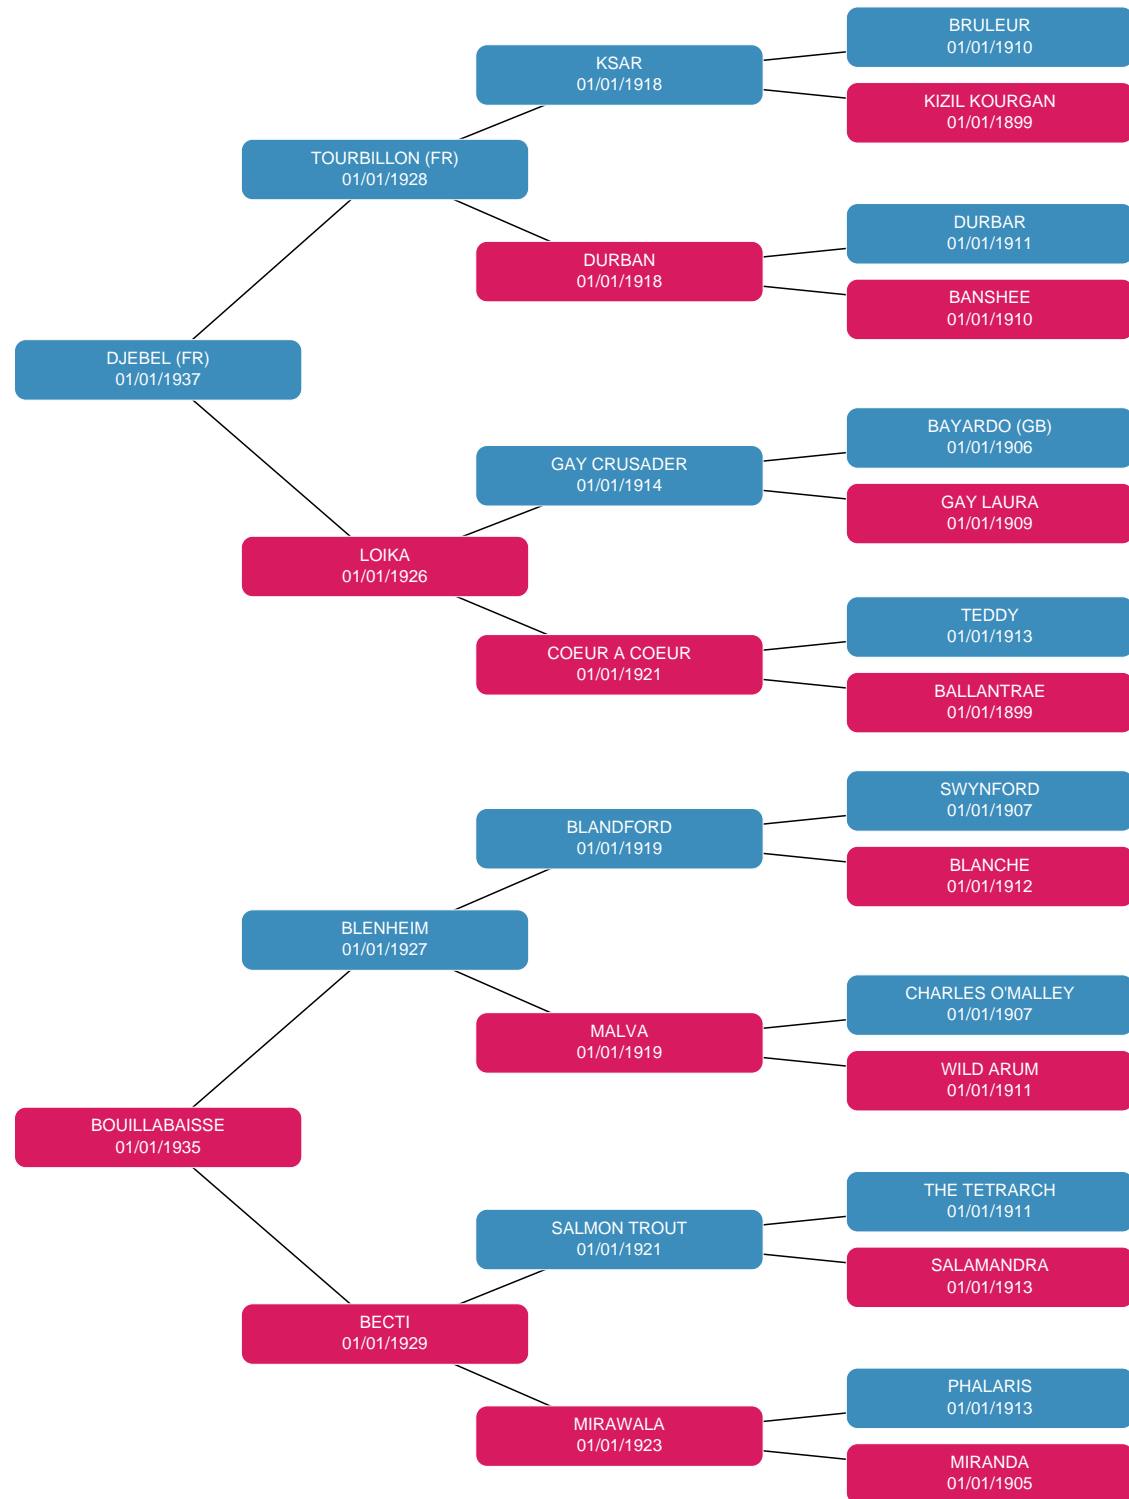 BRULEUR
01/01/1910
KSAR
01/01/1918
KIZIL KOURGAN
01/01/1899
TOURBILLON (FR)
01/01/1928
DURBAR
01/01/1911
DURBAN
01/01/1918
BANSHEE
01/01/1910
DJEBEL (FR)
01/01/1937
BAYARDO (GB)
01/01/1906
GAY CRUSADER
01/01/1914
GAY LAURA
01/01/1909
LOIKA
01/01/1926
TEDDY
01/01/1913
COEUR A COEUR
01/01/1921
BALLANTRAE
01/01/1899
SWYNFORD
01/01/1907
BLANDFORD
01/01/1919
BLANCHE
01/01/1912
BLENHEIM
01/01/1927
CHARLES O'MALLEY
01/01/1907
MALVA
01/01/1919
WILD ARUM
01/01/1911
BOUILLABAISSE
01/01/1935
THE TETRARCH
01/01/1911
SALMON TROUT
01/01/1921
SALAMANDRA
01/01/1913
BECTI
01/01/1929
PHALARIS
01/01/1913
MIRAWALA
01/01/1923
MIRANDA
01/01/1905